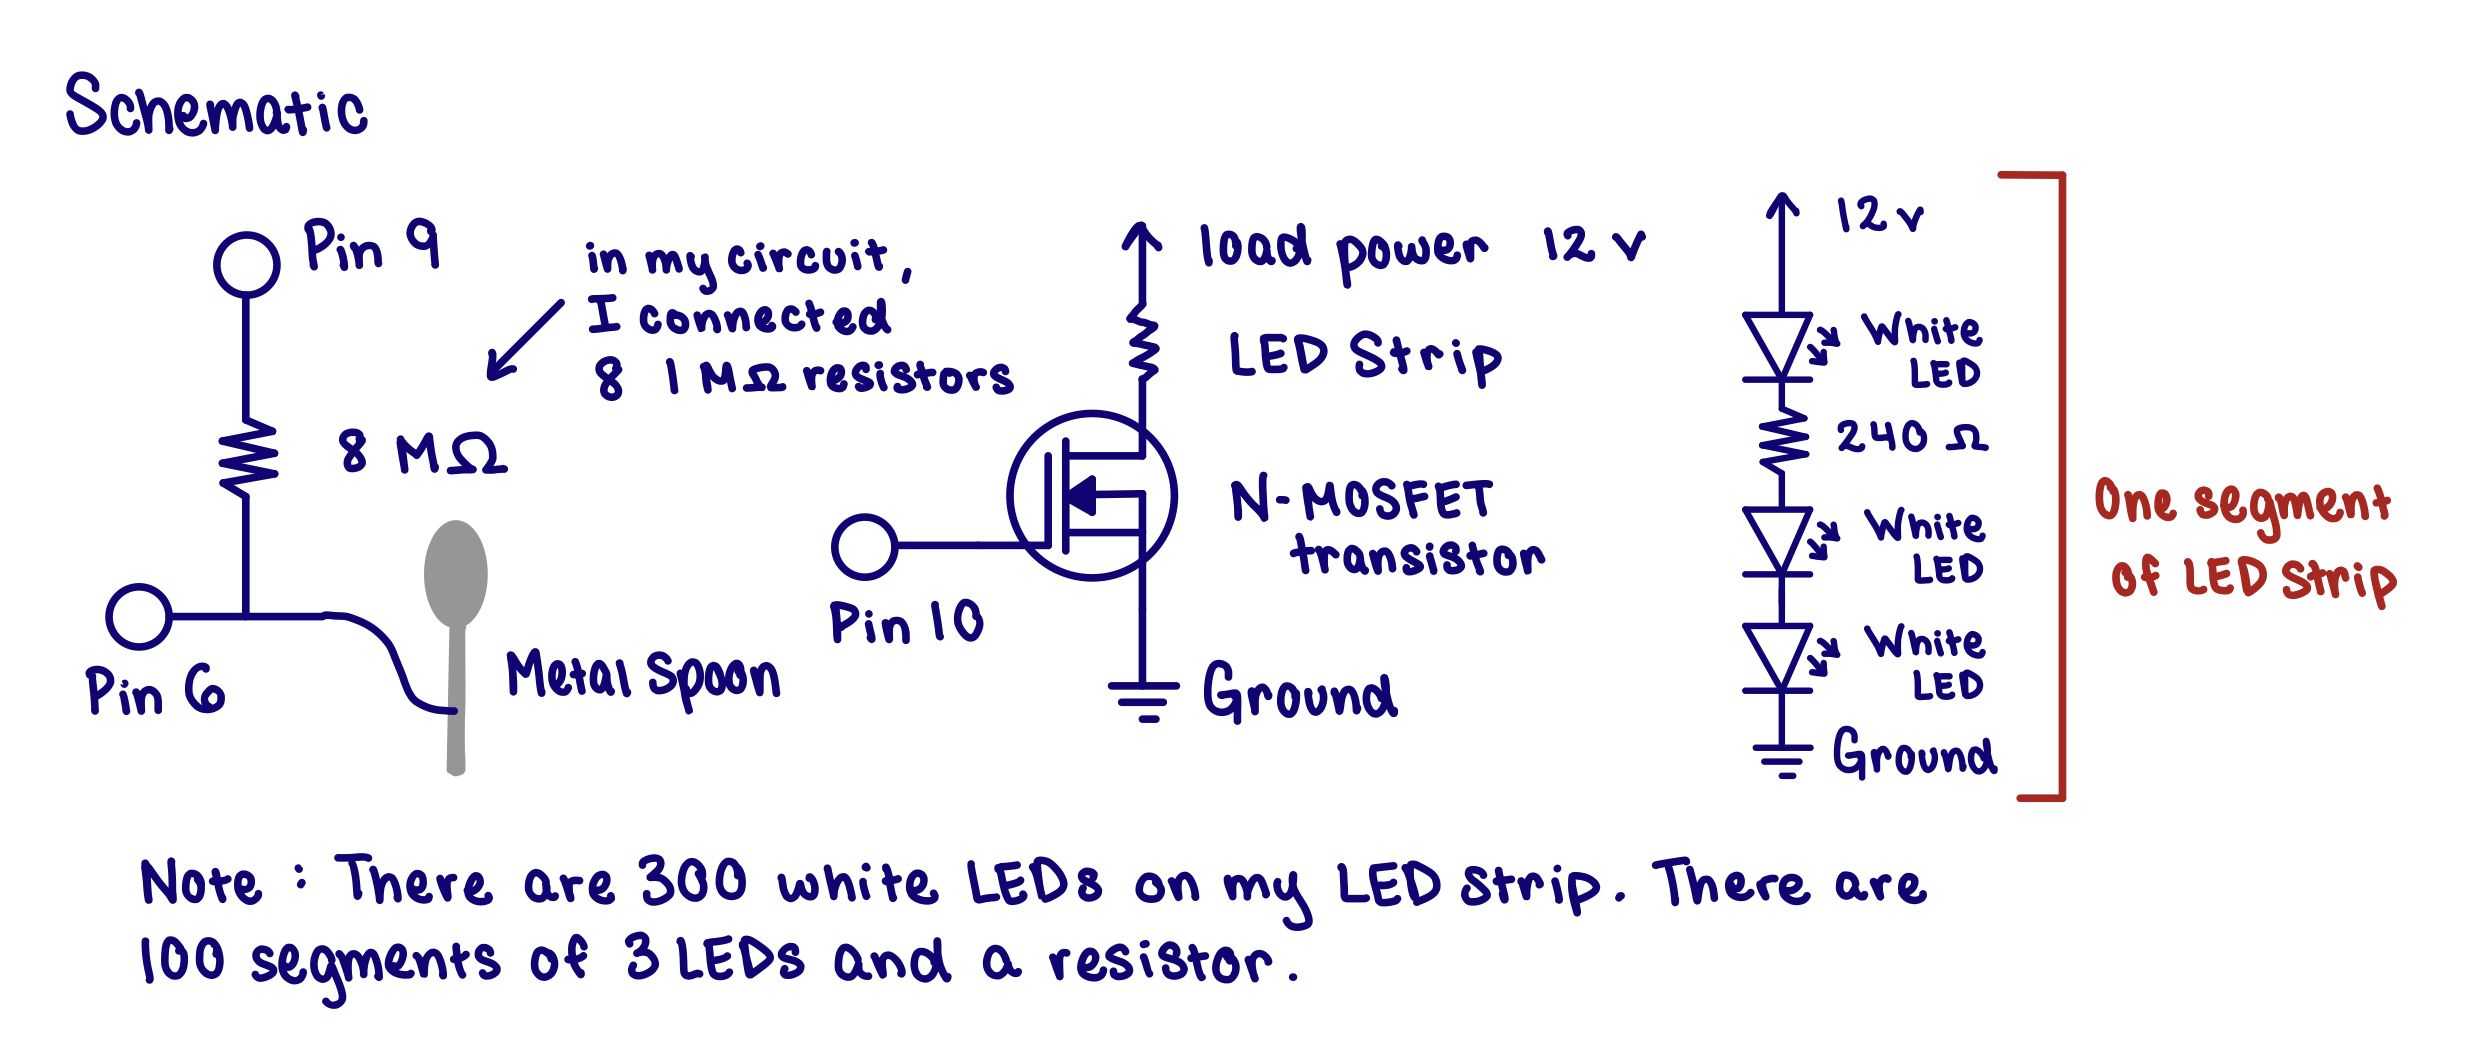 Schematic
Pin 9
in my circuit,
I connected
8 1 MΩ resistors
8 MΩ
Pin 6
Metal Spoon
load power 12 v
LED Strip
N-MOSFET
transistor
Pin 10
Ground
12 v
White
LED
240 Ω
White
LED
White
LED
Ground
One segment
of LED Strip
Note : There are 300 white LEDs on my LED strip. There are
100 segments of 3 LEDs and a resistor.